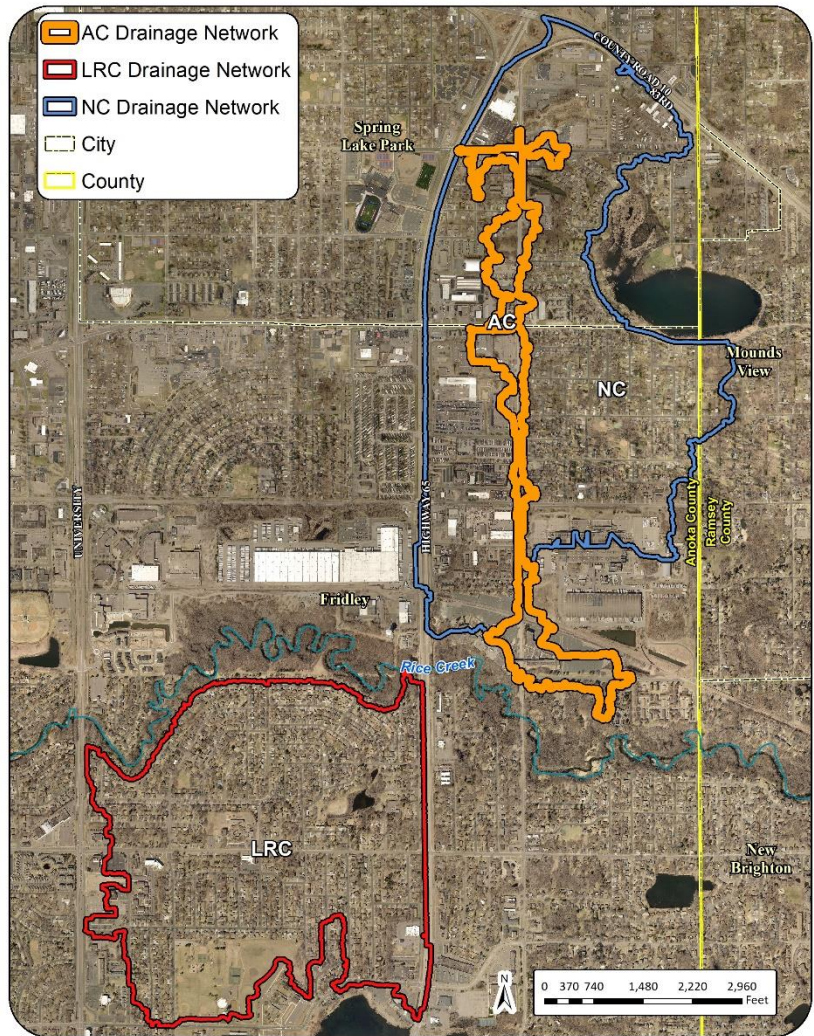 AC Drainage Network
LRC Drainage Network
NC Drainage Network
City
County
COUNTY ROAD 10
83RD
Spring
Lake Park
AC
Mounds
View
NC
UNIVERSITY
HIGHWAY 65
Anoka County
Ramsey
County
Fridley
Rice Creek
LRC
New
Brighton
N
0 370 740 1,480 2,220 2,960
Feet